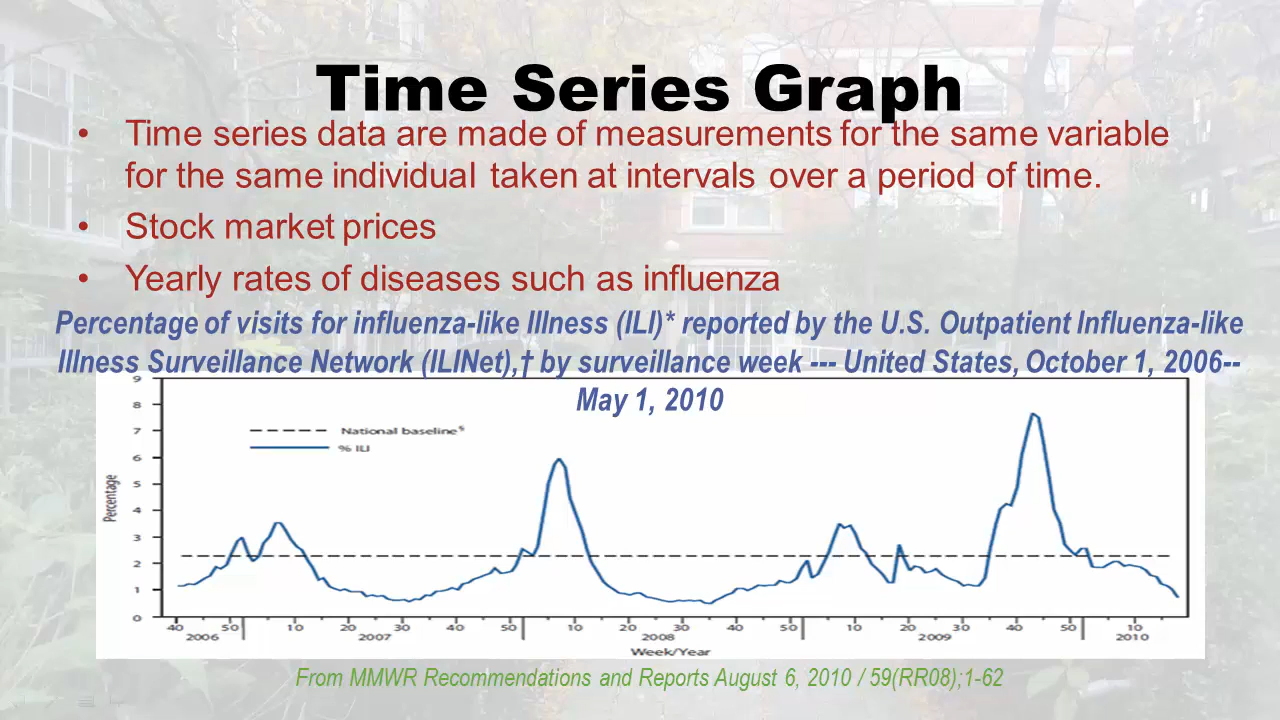 Time Series Graph
• Time series data are made of measurements for the same variable
for the same individual taken at intervals over a period of time.
• Stock market prices
• Yearly rates of diseases such as influenza
Percentage of visits for influenza-like Illness (ILI)* reported by the U.S. Outpatient Influenza-like
Illness Surveillance Network (ILINet),† by surveillance week --- United States, October 1, 2006--
May 1, 2010
9
8
7
6
5
4
3
2
1
0
Percentage
National baseline§
% ILI
40 50 10 20 30 40 50 10 20 30 40 50 10 20 30 40 50 10
2006 2007 2008 2009 2010
Week/Year
From MMWR Recommendations and Reports August 6, 2010 / 59(RR08);1-62